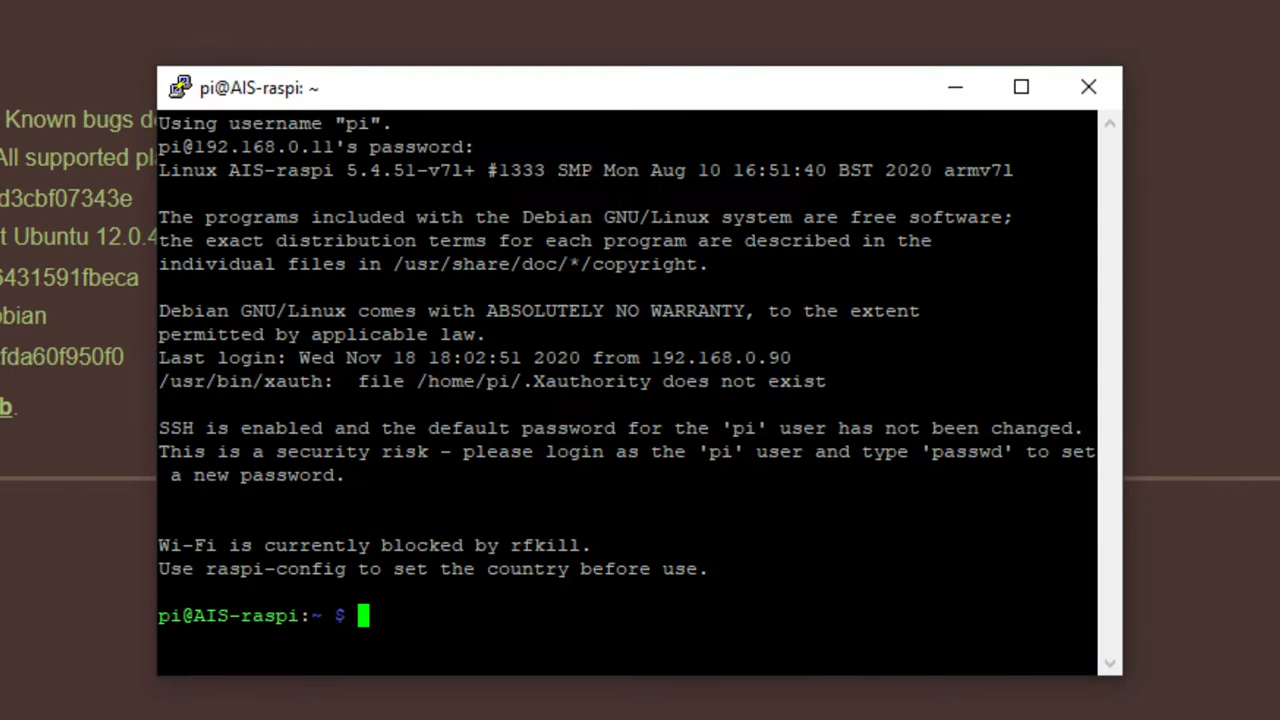 pi@AIS-raspi: ~
Known bugs d
All supported pl
d3cbf07343e
t Ubuntu 12.0.4
6431591fbeca
bian
fda60f950f0
b.
Using username "pi".
pi@192.168.0.11's password:
Linux AIS-raspi 5.4.51-v7l+ #1333 SMP Mon Aug 10 16:51:40 BST 2020 armv7l
The programs included with the Debian GNU/Linux system are free software;
the exact distribution terms for each program are described in the
individual files in /usr/share/doc/*/copyright.
Debian GNU/Linux comes with ABSOLUTELY NO WARRANTY, to the extent
permitted by applicable law.
Last login: Wed Nov 18 18:02:51 2020 from 192.168.0.90
/usr/bin/xauth:  file /home/pi/.Xauthority does not exist
SSH is enabled and the default password for the 'pi' user has not been changed.
This is a security risk - please login as the 'pi' user and type 'passwd' to set
a new password.
Wi-Fi is currently blocked by rfkill.
Use raspi-config to set the country before use.
pi@AIS-raspi:~ $